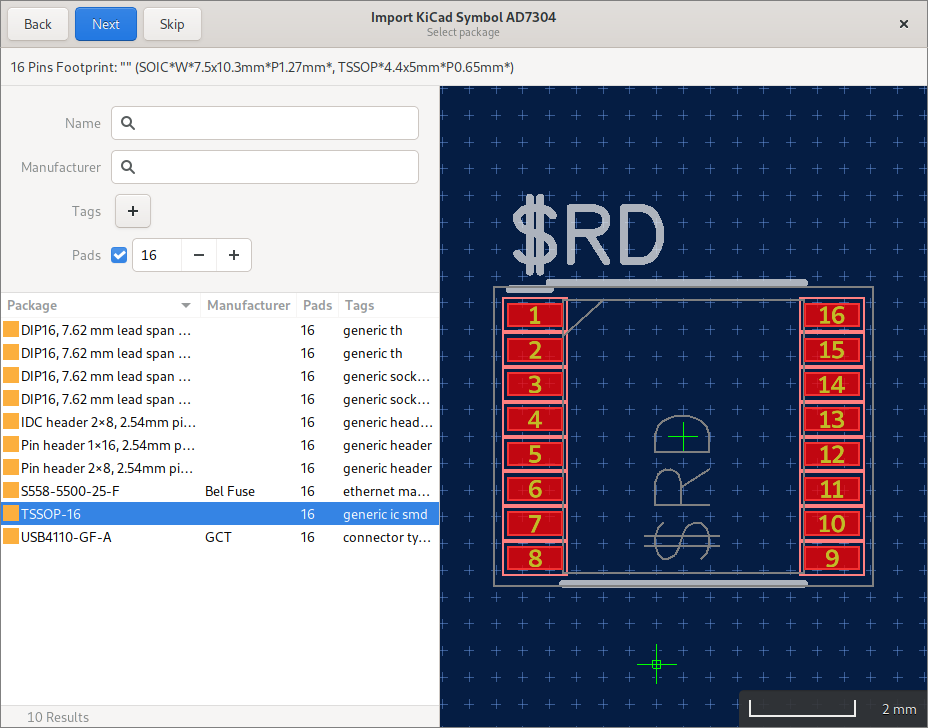 Back Next Skip Import KiCad Symbol AD7304
Select package
16 Pins Footprint: "" (SOIC*W*7.5x10.3mm*P1.27mm*, TSSOP*4.4x5mm*P0.65mm*)
Name
Manufacturer
Tags +
Pads 16 − +
Package Manufacturer Pads Tags
DIP16, 7.62 mm lead span ... 16 generic th
DIP16, 7.62 mm lead span ... 16 generic th
DIP16, 7.62 mm lead span ... 16 generic sock...
DIP16, 7.62 mm lead span ... 16 generic sock...
IDC header 2×8, 2.54mm pi... 16 generic head...
Pin header 1×16, 2.54mm p... 16 generic header
Pin header 2×8, 2.54mm pi... 16 generic header
S558-5500-25-F Bel Fuse 16 ethernet ma...
TSSOP-16 16 generic ic smd
USB4110-GF-A GCT 16 connector ty...
10 Results
$RD
1 16
2 15
3 14
4 13
5 12
6 11
7 10
8 9
$RD
2 mm